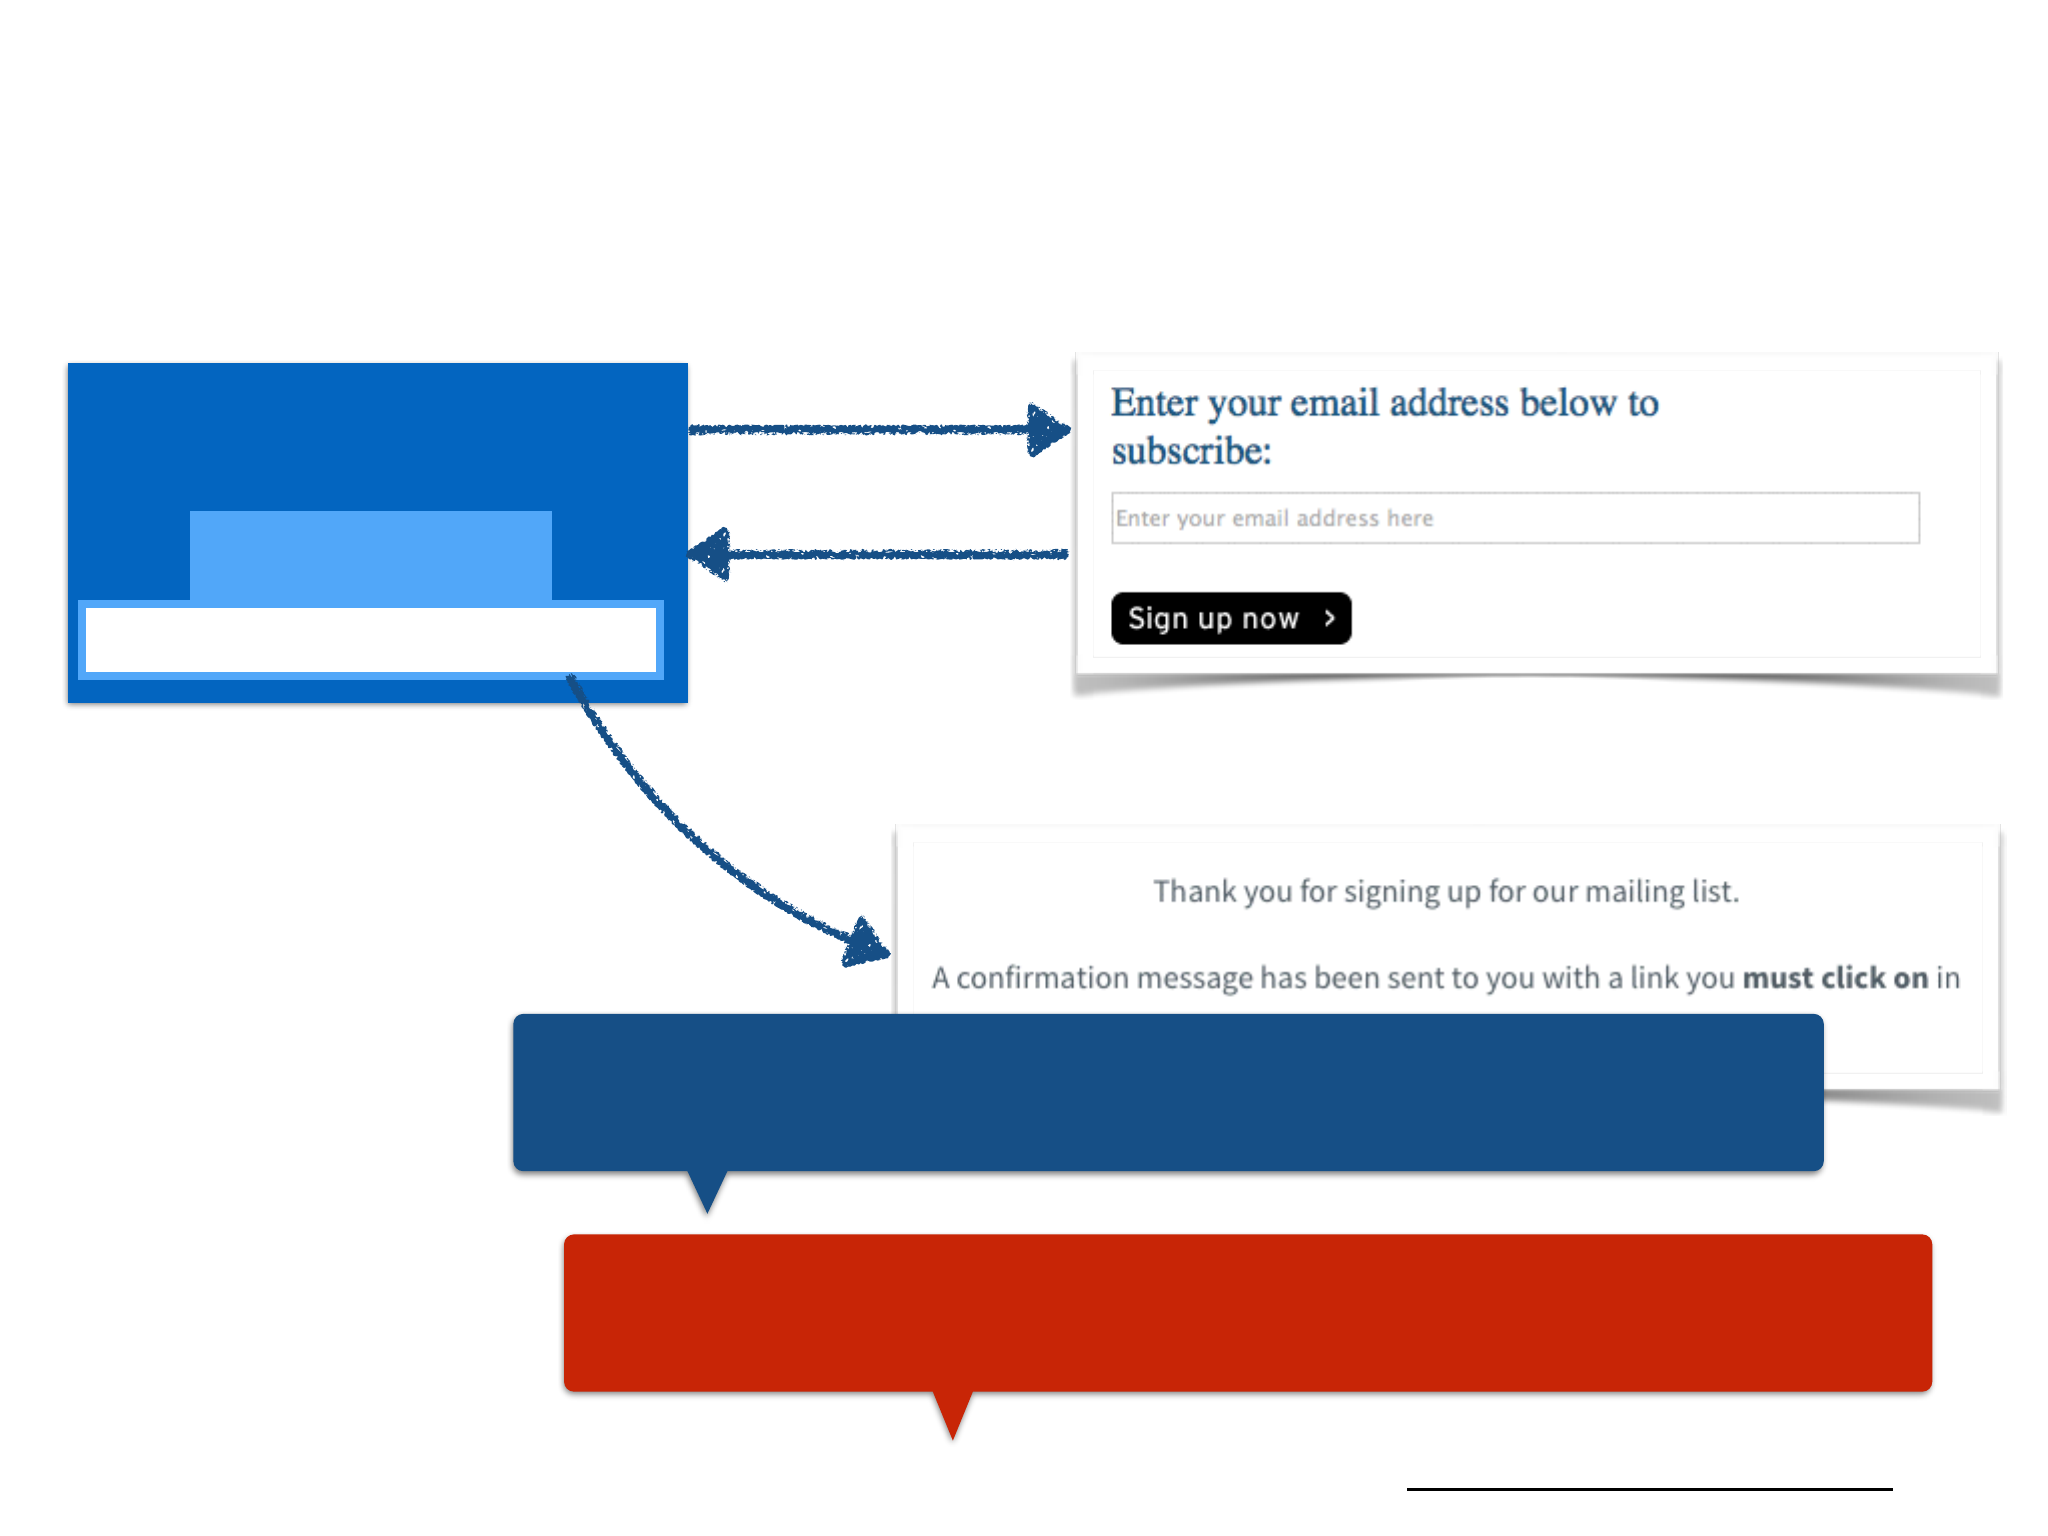 Enter your email address below to
subscribe:
Enter your email address here
Sign up now >
Thank you for signing up for our mailing list.
A confirmation message has been sent to you with a link you must click on in